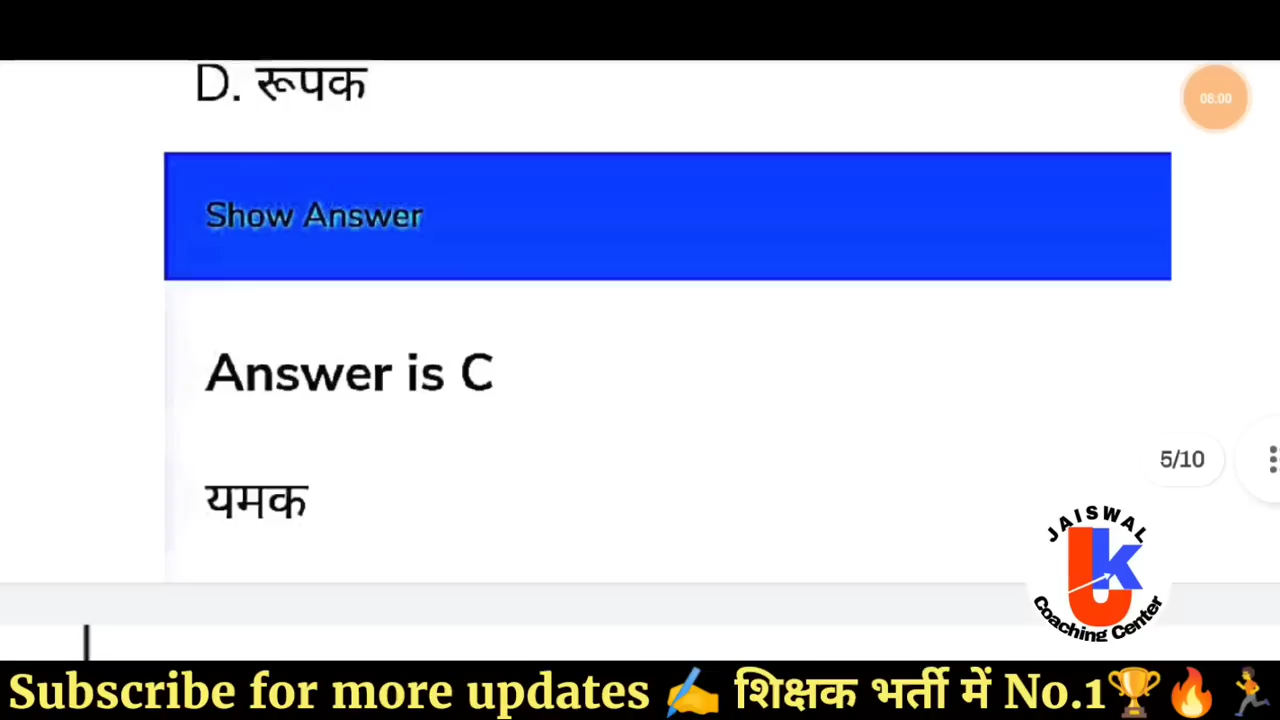 D. रूपक
08:00
Show Answer
Answer is C
5/10
यमक
JAISWAL
UK
Coaching Center
Subscribe for more updates ✍️ शिक्षक भर्ती में No.1🏆🔥🏃